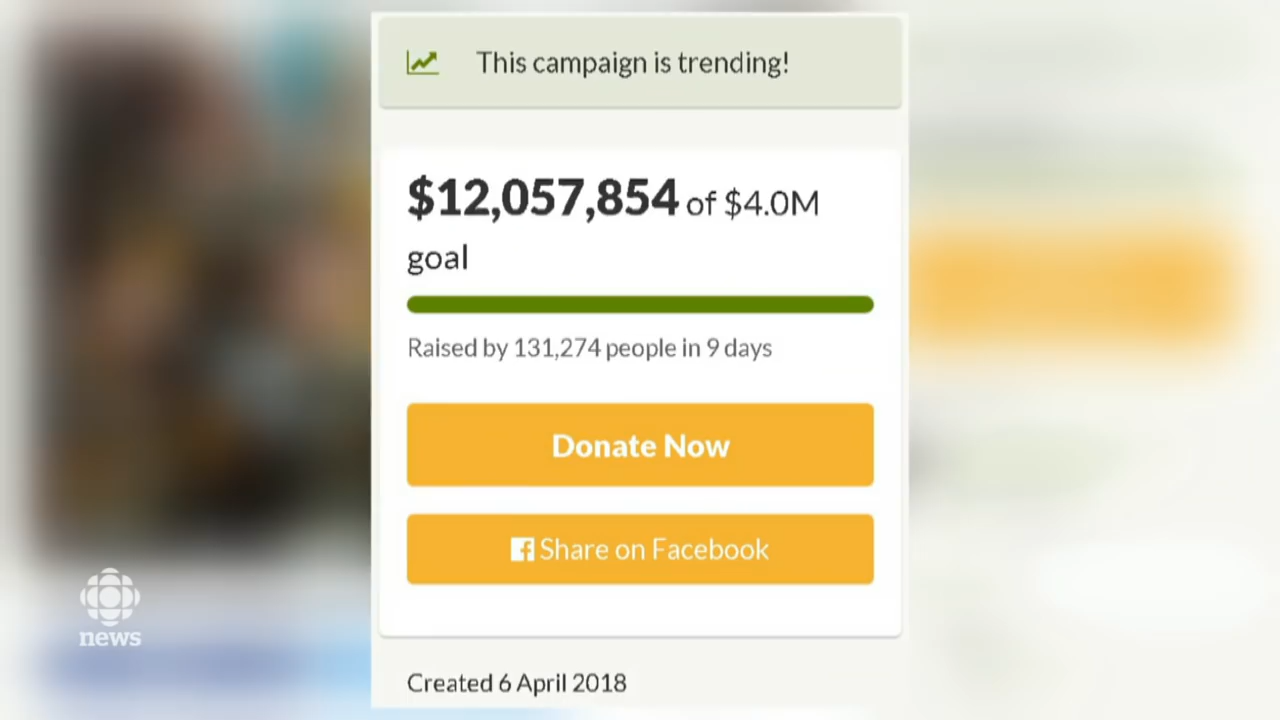 This campaign is trending!
$12,057,854 of $4.0M
goal
Raised by 131,274 people in 9 days
Donate Now
Share on Facebook
news
Created 6 April 2018